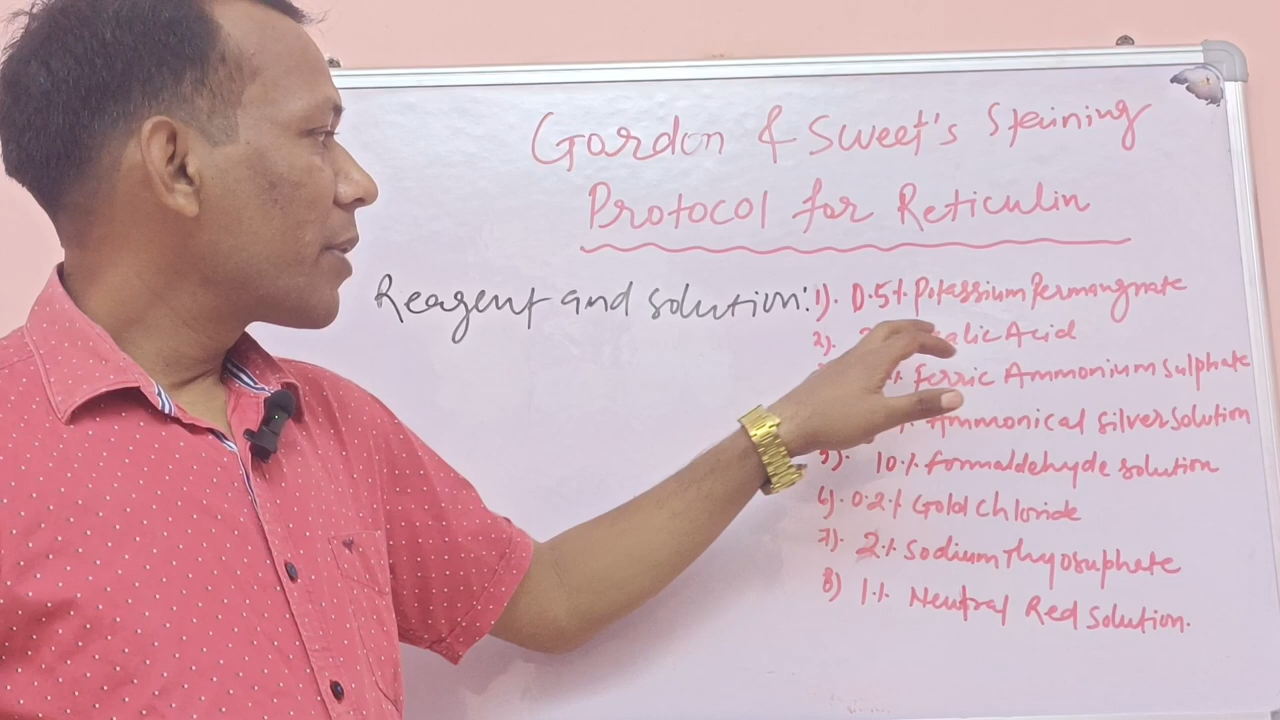 Gordon & Sweet's Staining
Protocol for Reticulin
Reagent and solution:
1). 0.5% Potassium Permangnate
2). Acid
% Ferric Ammonium sulphate
Ammonical silver solution
5). 10% formaldehyde solution
6). 0.2% Gold chloride
7). 2% Sodium Thyosuphate
8) 1% Neutral Red solution.